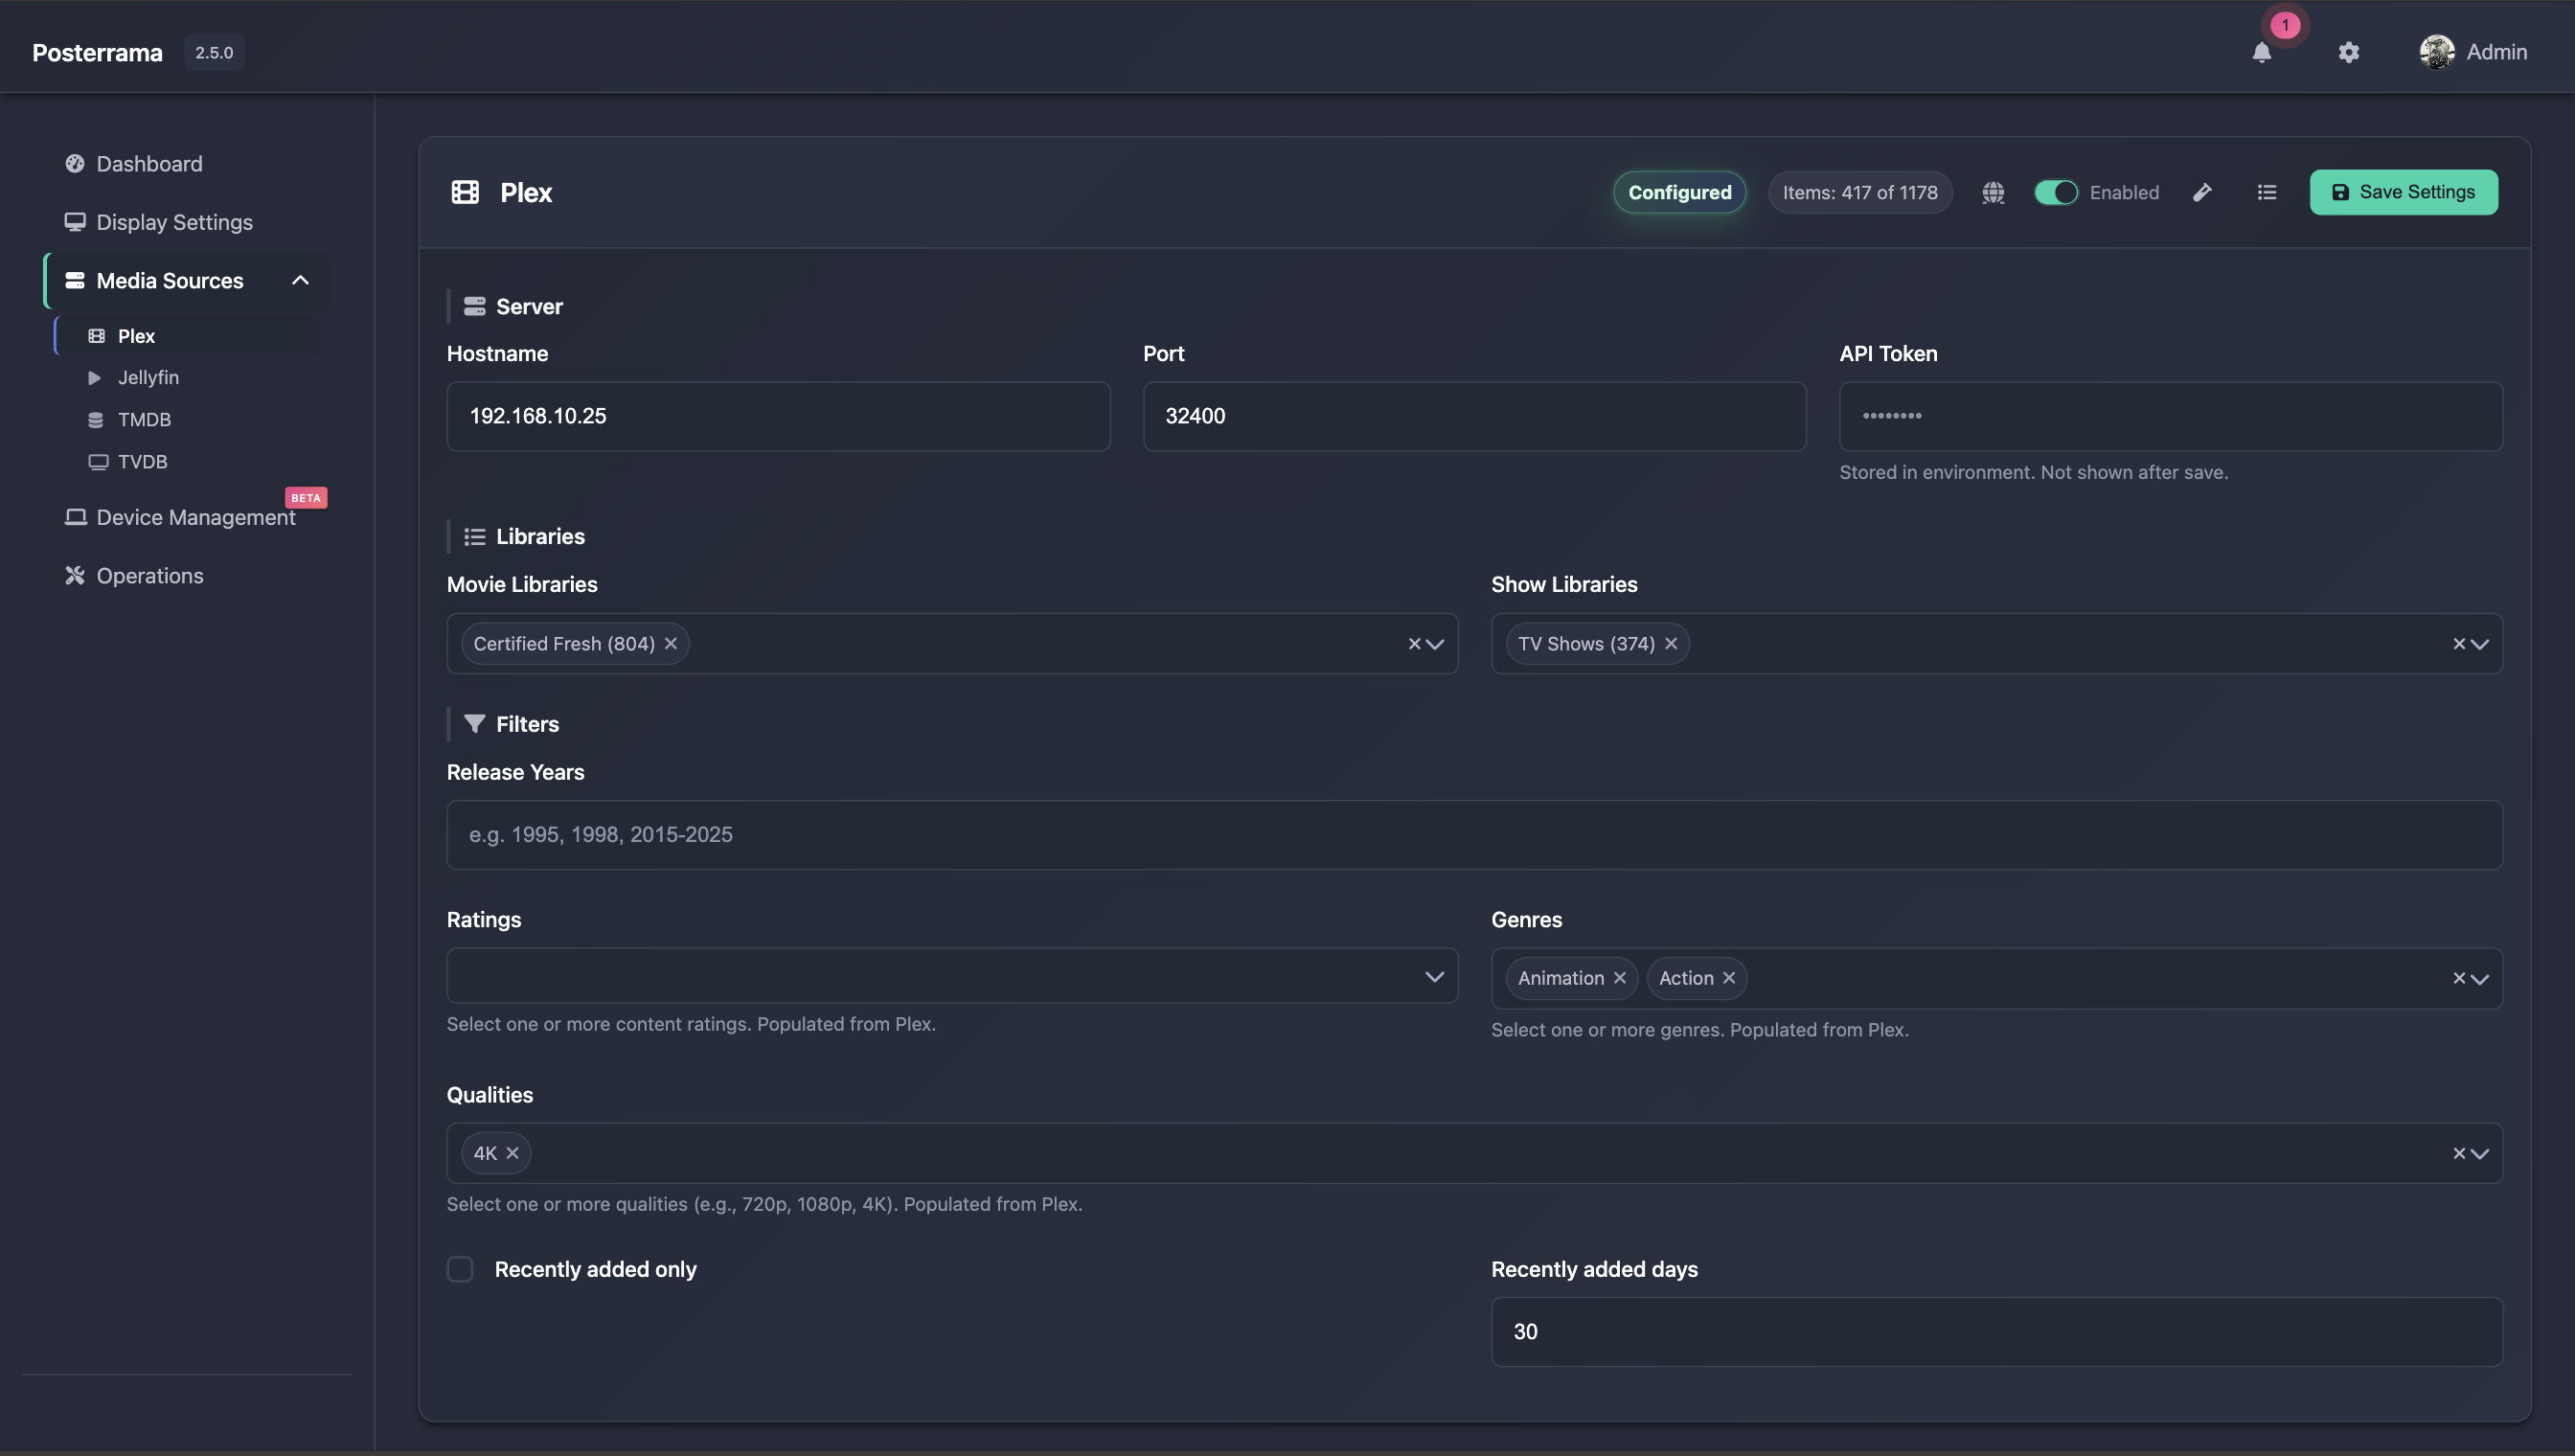 Posterrama 2.5.0
1
Admin
Dashboard
Display Settings
Media Sources
Plex
Jellyfin
TMDB
TVDB
BETA
Device Management
Operations
Plex
Configured
Items: 417 of 1178
Enabled
Save Settings
Server
Hostname
192.168.10.25
Port
32400
API Token
••••••••
Stored in environment. Not shown after save.
Libraries
Movie Libraries
Certified Fresh (804)
Show Libraries
TV Shows (374)
Filters
Release Years
e.g. 1995, 1998, 2015-2025
Ratings
Select one or more content ratings. Populated from Plex.
Genres
Animation
Action
Select one or more genres. Populated from Plex.
Qualities
4K
Select one or more qualities (e.g., 720p, 1080p, 4K). Populated from Plex.
Recently added only
Recently added days
30